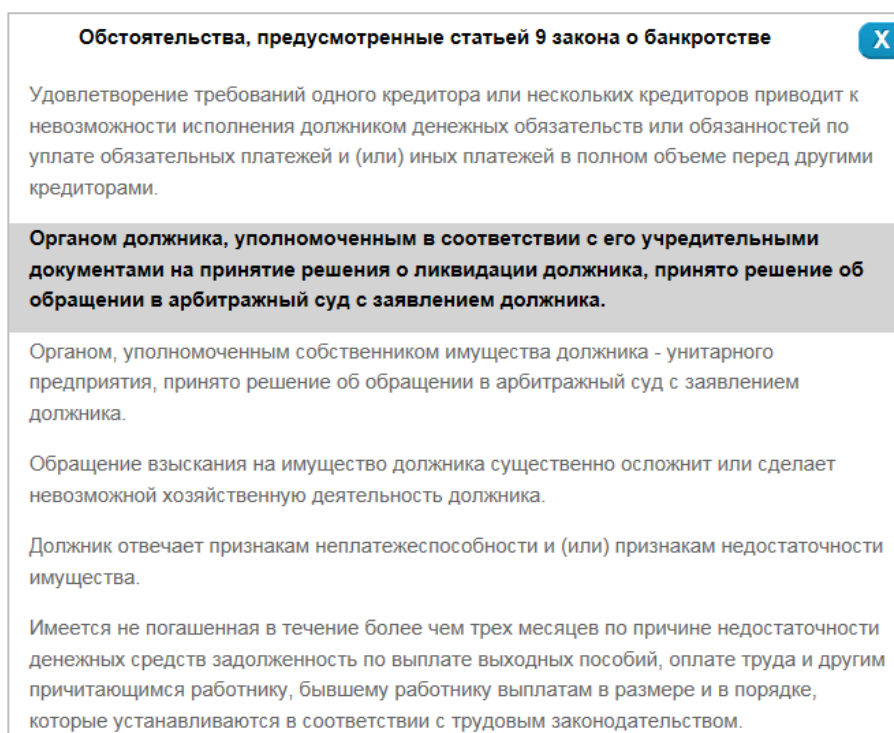 Обстоятельства, предусмотренные статьей 9 закона о банкротстве
X
Удовлетворение требований одного кредитора или нескольких кредиторов приводит к
невозможности исполнения должником денежных обязательств или обязанностей по
уплате обязательных платежей и (или) иных платежей в полном объеме перед другими
кредиторами.
Органом должника, уполномоченным в соответствии с его учредительными
документами на принятие решения о ликвидации должника, принято решение об
обращении в арбитражный суд с заявлением должника.
Органом, уполномоченным собственником имущества должника - унитарного
предприятия, принято решение об обращении в арбитражный суд с заявлением
должника.
Обращение взыскания на имущество должника существенно осложнит или сделает
невозможной хозяйственную деятельность должника.
Должник отвечает признакам неплатежеспособности и (или) признакам недостаточности
имущества.
Имеется не погашенная в течение более чем трех месяцев по причине недостаточности
денежных средств задолженность по выплате выходных пособий, оплате труда и другим
причитающимся работнику, бывшему работнику выплатам в размере и в порядке,
которые устанавливаются в соответствии с трудовым законодательством.